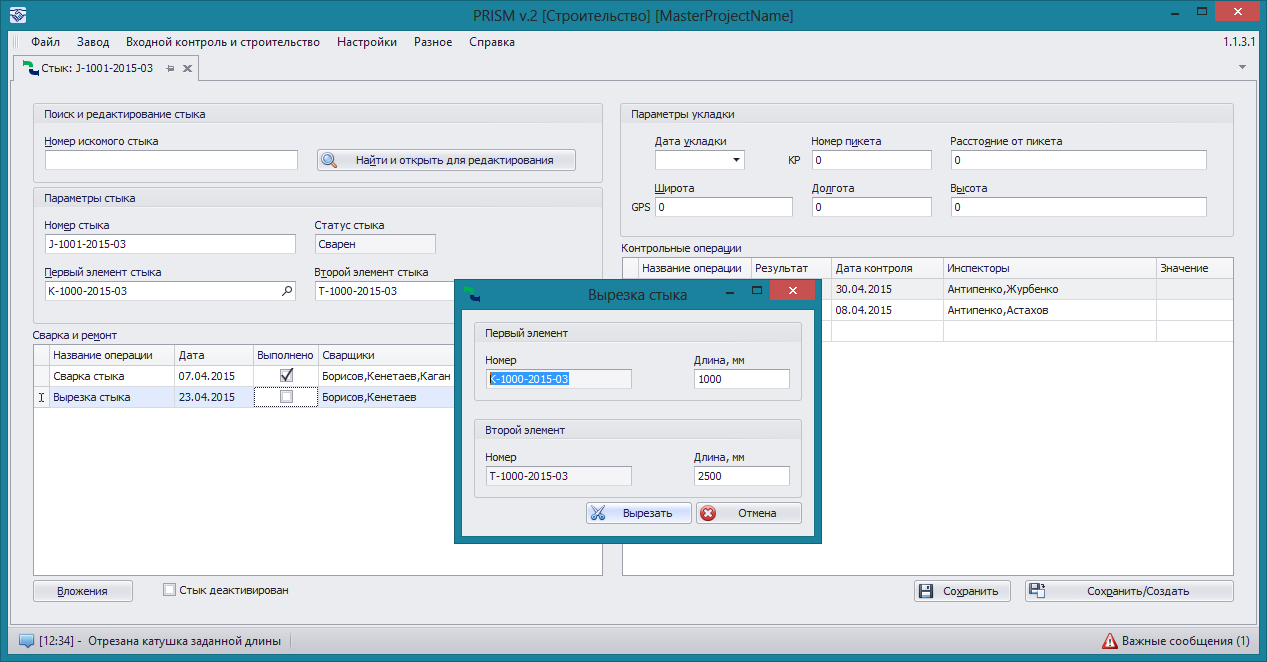 PRISM v.2 [Строительство] [MasterProjectName]
Файл Завод Входной контроль и строительство Настройки Разное Справка 1.1.3.1
Стык: J-1001-2015-03
Поиск и редактирование стыка
Номер искомого стыка
Найти и открыть для редактирования
Параметры стыка
Номер стыка Статус стыка
J-1001-2015-03 Сварен
Первый элемент стыка Второй элемент стыка
K-1000-2015-03 T-1000-2015-03
Сварка и ремонт
Название операции Дата Выполнено Сварщики
Сварка стыка 07.04.2015 Борисов,Кенетаев,Каган
Вырезка стыка 23.04.2015 Борисов,Кенетаев
Параметры укладки
Дата укладки Номер пикета Расстояние от пикета
KP 0 0
Широта Долгота Высота
GPS 0 0 0
Контрольные операции
Название операции Результат Дата контроля Инспекторы Значение
30.04.2015 Антипенко,Журбенко
08.04.2015 Антипенко,Астахов
Вырезка стыка
Первый элемент
Номер Длина, мм
K-1000-2015-03 1000
Второй элемент
Номер Длина, мм
T-1000-2015-03 2500
Вырезать Отмена
Вложения Стык деактивирован Сохранить Сохранить/Создать
[12:34] - Отрезана катушка заданной длины Важные сообщения (1)